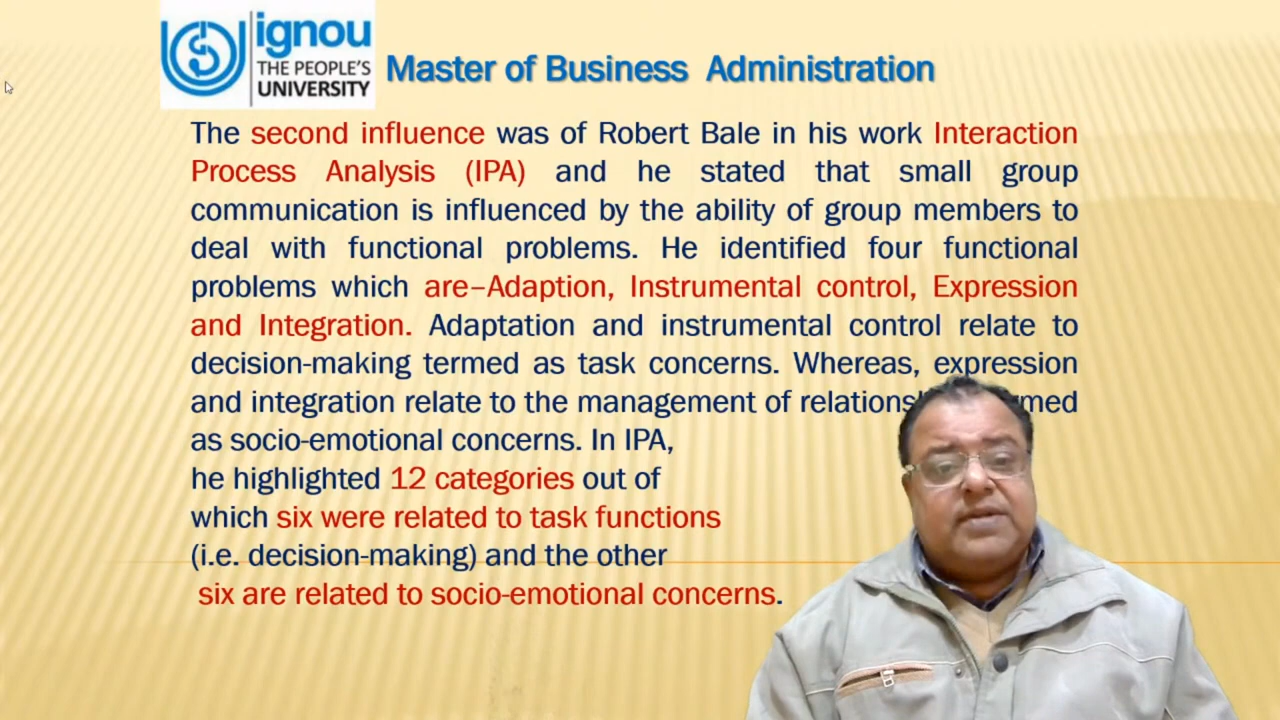 ignou
THE PEOPLE'S
UNIVERSITY
Master of Business Administration
The second influence was of Robert Bale in his work Interaction
Process Analysis (IPA) and he stated that small group
communication is influenced by the ability of group members to
deal with functional problems. He identified four functional
problems which are–Adaption, Instrumental control, Expression
and Integration. Adaptation and instrumental control relate to
decision-making termed as task concerns. Whereas, expression
and integration relate to the management of
as socio-emotional concerns. In IPA,
he highlighted 12 categories out of
which six were related to task functions
(i.e. decision-making) and the other
six are related to socio-emotional concerns.